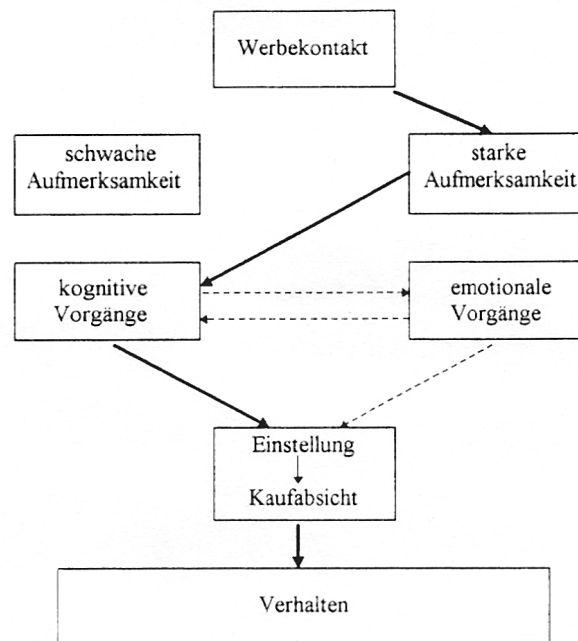 Werbekontakt
schwache
Aufmerksamkeit
starke
Aufmerksamkeit
kognitive
Vorgänge
emotionale
Vorgänge
Einstellung
Kaufabsicht
Verhalten